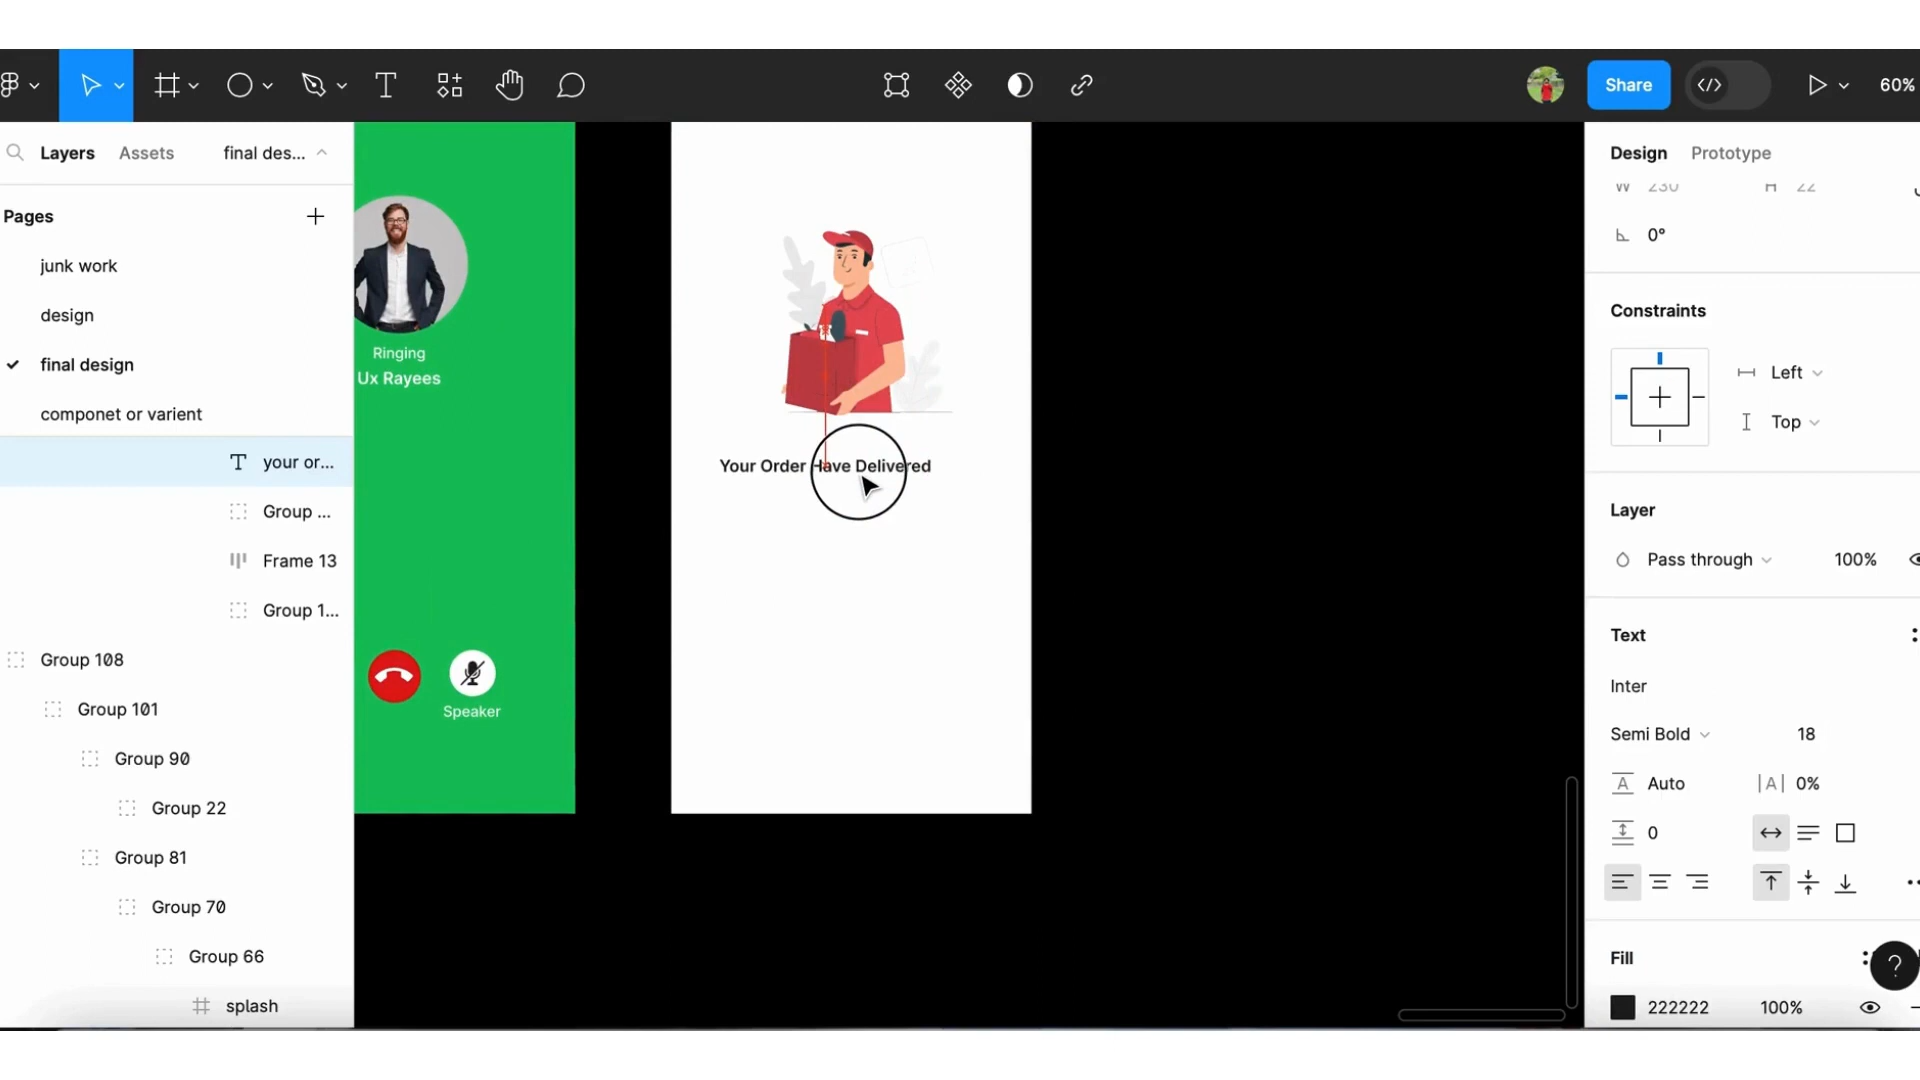 Share
60%
Layers
Assets
final des...
Pages
junk work
design
final design
componet or varient
your or...
Group ...
Frame 13
Group 1...
Group 108
Group 101
Group 90
Group 22
Group 81
Group 70
Group 66
splash
Ringing
Ux Rayees
Speaker
Your Order Have Delivered
Design
Prototype
W 230
H 22
0°
Constraints
Left
Top
Layer
Pass through
100%
Text
Inter
Semi Bold
18
Auto
|A| 0%
0
Fill
?
222222
100%